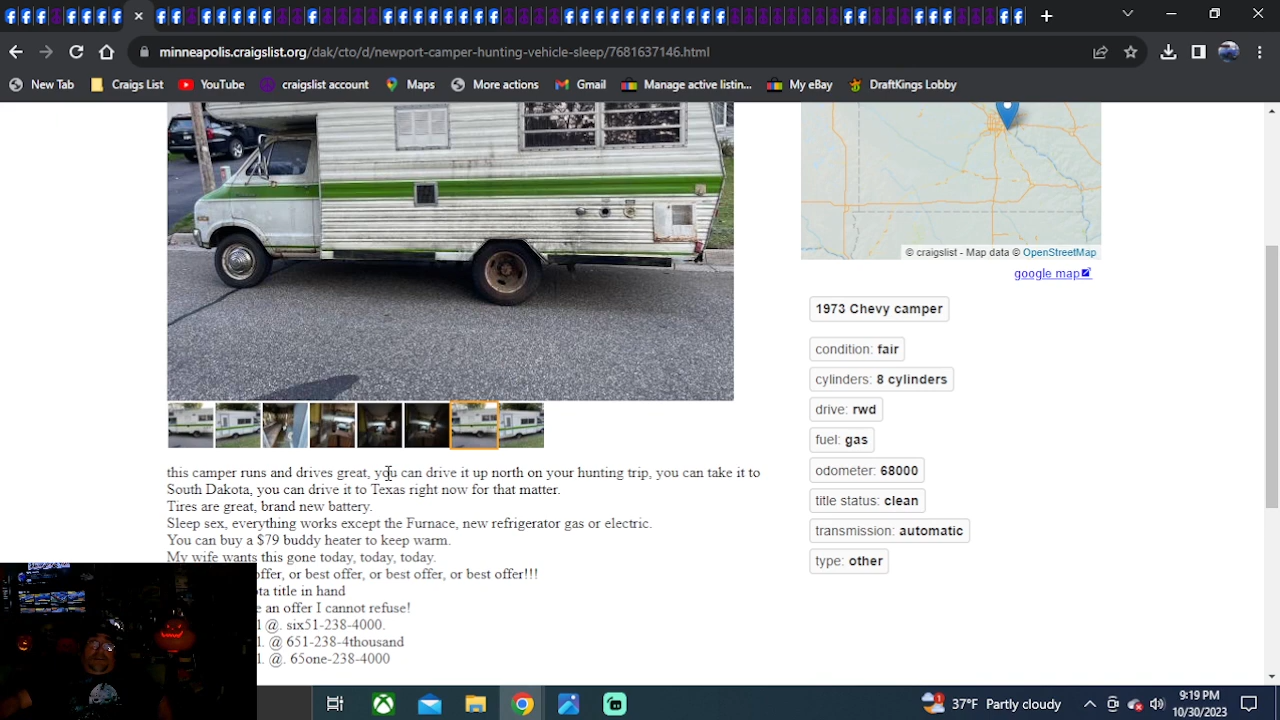 minneapolis.craigslist.org/dak/cto/d/newport-camper-hunting-vehicle-sleep/7681637146.html
New Tab Craigs List YouTube craigslist account Maps More actions Gmail Manage active listin... My eBay DraftKings Lobby
© craigslist - Map data © OpenStreetMap
google map
1973 Chevy camper
condition: fair
cylinders: 8 cylinders
drive: rwd
fuel: gas
odometer: 68000
title status: clean
transmission: automatic
type: other
this camper runs and drives great, you can drive it up north on your hunting trip, you can take it to
South Dakota, you can drive it to Texas right now for that matter.
Tires are great, brand new battery.
Sleep sex, everything works except the Furnace, new refrigerator gas or electric.
You can buy a $79 buddy heater to keep warm.
My wife wants this gone today, today, today.
offer, or best offer, or best offer, or best offer!!!
ta title in hand
e an offer I cannot refuse!
@. six51-238-4000.
. @ 651-238-4thousand
. @. 65one-238-4000
1
37°F Partly cloudy
9:19 PM
10/30/2023